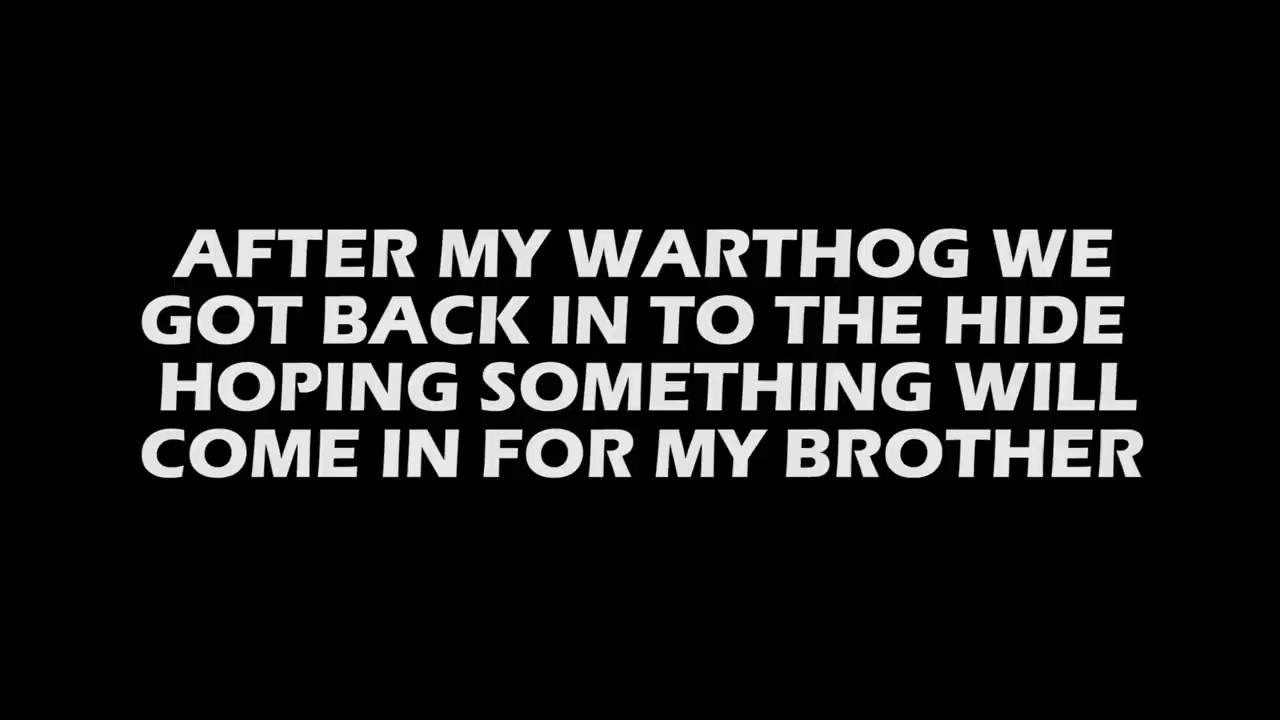 AFTER MY WARTHOG WE
GOT BACK IN TO THE HIDE
HOPING SOMETHING WILL
COME IN FOR MY BROTHER